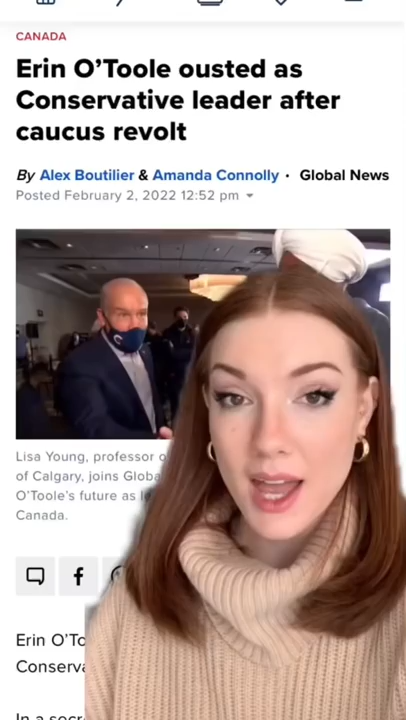 CANADA
Erin O’Toole ousted as
Conservative leader after
caucus revolt
By Alex Boutilier & Amanda Connolly · Global News
Posted February 2, 2022 12:52 pm
Lisa Young, professor o
of Calgary, joins Globa
O’Toole’s future as
Canada.
Erin O’To
Conserva
In a secr